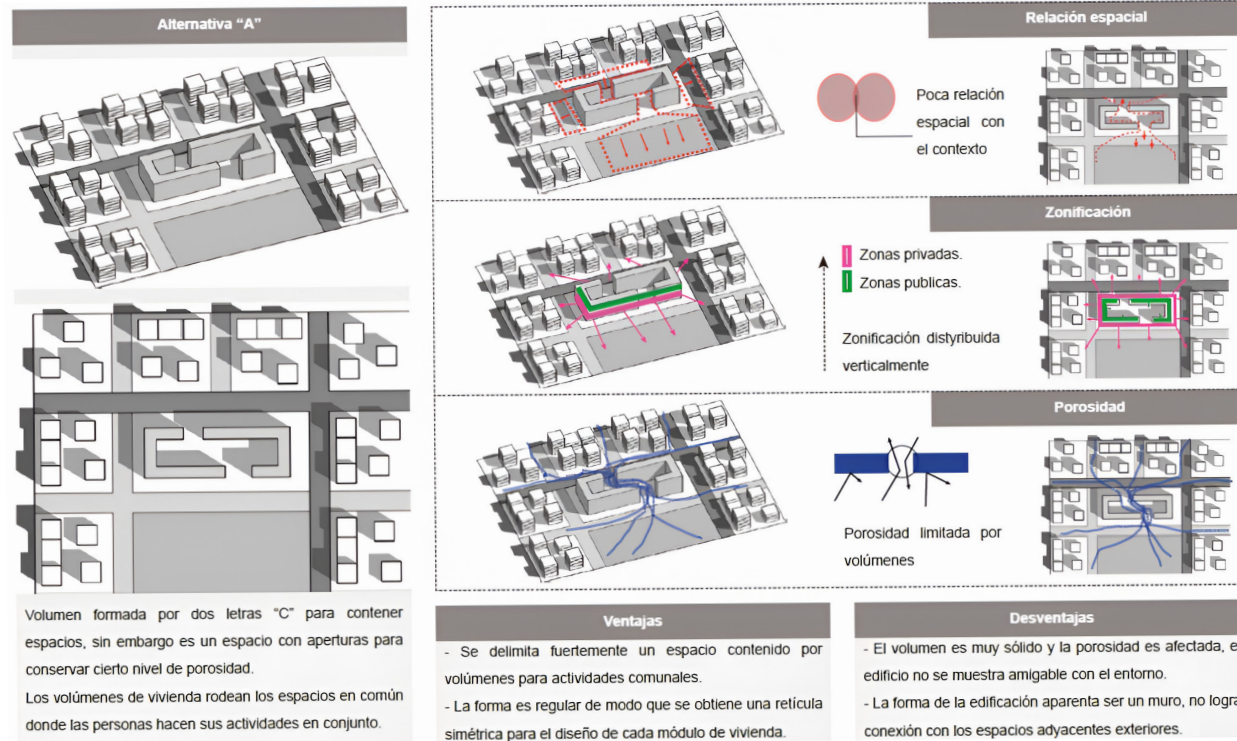 Alternativa “A”
Volumen formada por dos letras “C” para contener
espacios, sin embargo es un espacio con aperturas para
conservar cierto nivel de porosidad.
Los volúmenes de vivienda rodean los espacios en común
donde las personas hacen sus actividades en conjunto.
Relación espacial
Poca relación
espacial con
el contexto
Zonificación
Zonas privadas.
Zonas publicas.
Zonificación distyribuida
verticalmente
Porosidad
Porosidad limitada por
volúmenes
Ventajas
- Se delimita fuertemente un espacio contenido por
volúmenes para actividades comunales.
- La forma es regular de modo que se obtiene una retícula
simétrica para el diseño de cada módulo de vivienda.
Desventajas
- El volumen es muy sólido y la porosidad es afectada, e
edificio no se muestra amigable con el entorno.
- La forma de la edificación aparenta ser un muro, no logra
conexión con los espacios adyacentes exteriores.